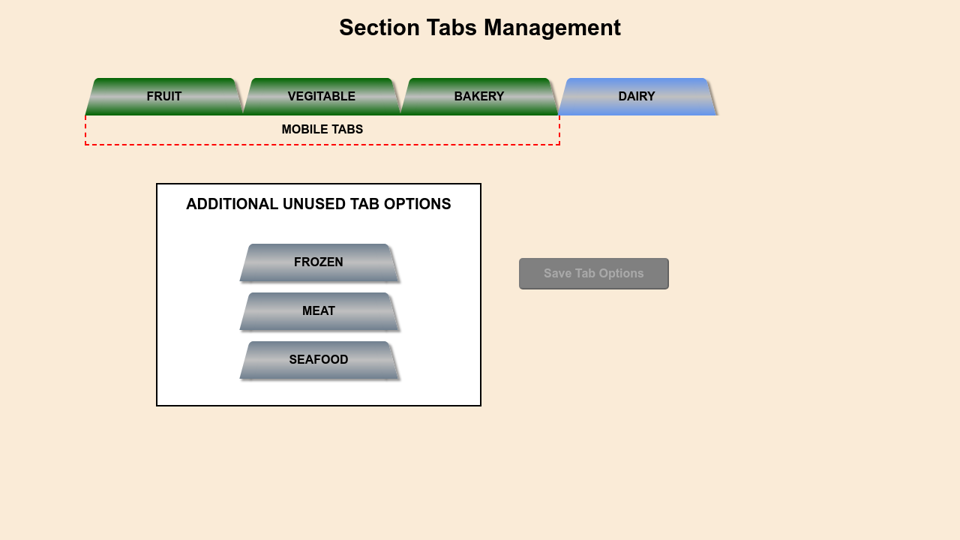 Section Tabs Management
FRUIT VEGITABLE BAKERY DAIRY
MOBILE TABS
ADDITIONAL UNUSED TAB OPTIONS
FROZEN
Save Tab Options
MEAT
SEAFOOD